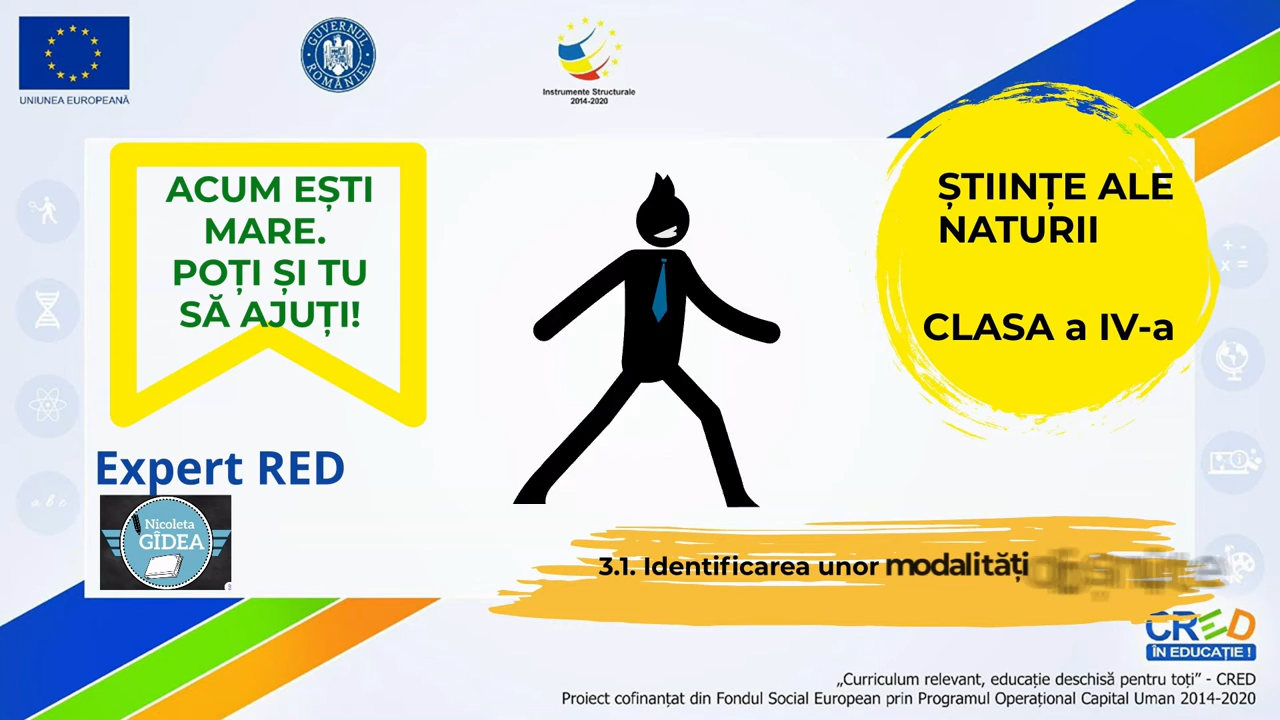 UNIUNEA EUROPEANĂ
GUVERNUL ROMÂNIEI
Instrumente Structurale
2014-2020
ACUM EȘTI
MARE.
POȚI ȘI TU
SĂ AJUȚI!
ȘTIINȚE ALE
NATURII
CLASA a IV-a
Expert RED
Nicoleta
GÎDEA
3.1. Identificarea unor modalități
abc
CRED
ÎN EDUCAȚIE !
„Curriculum relevant, educație deschisă pentru toți” - CRED
Proiect cofinanțat din Fondul Social European prin Programul Operațional Capital Uman 2014-2020